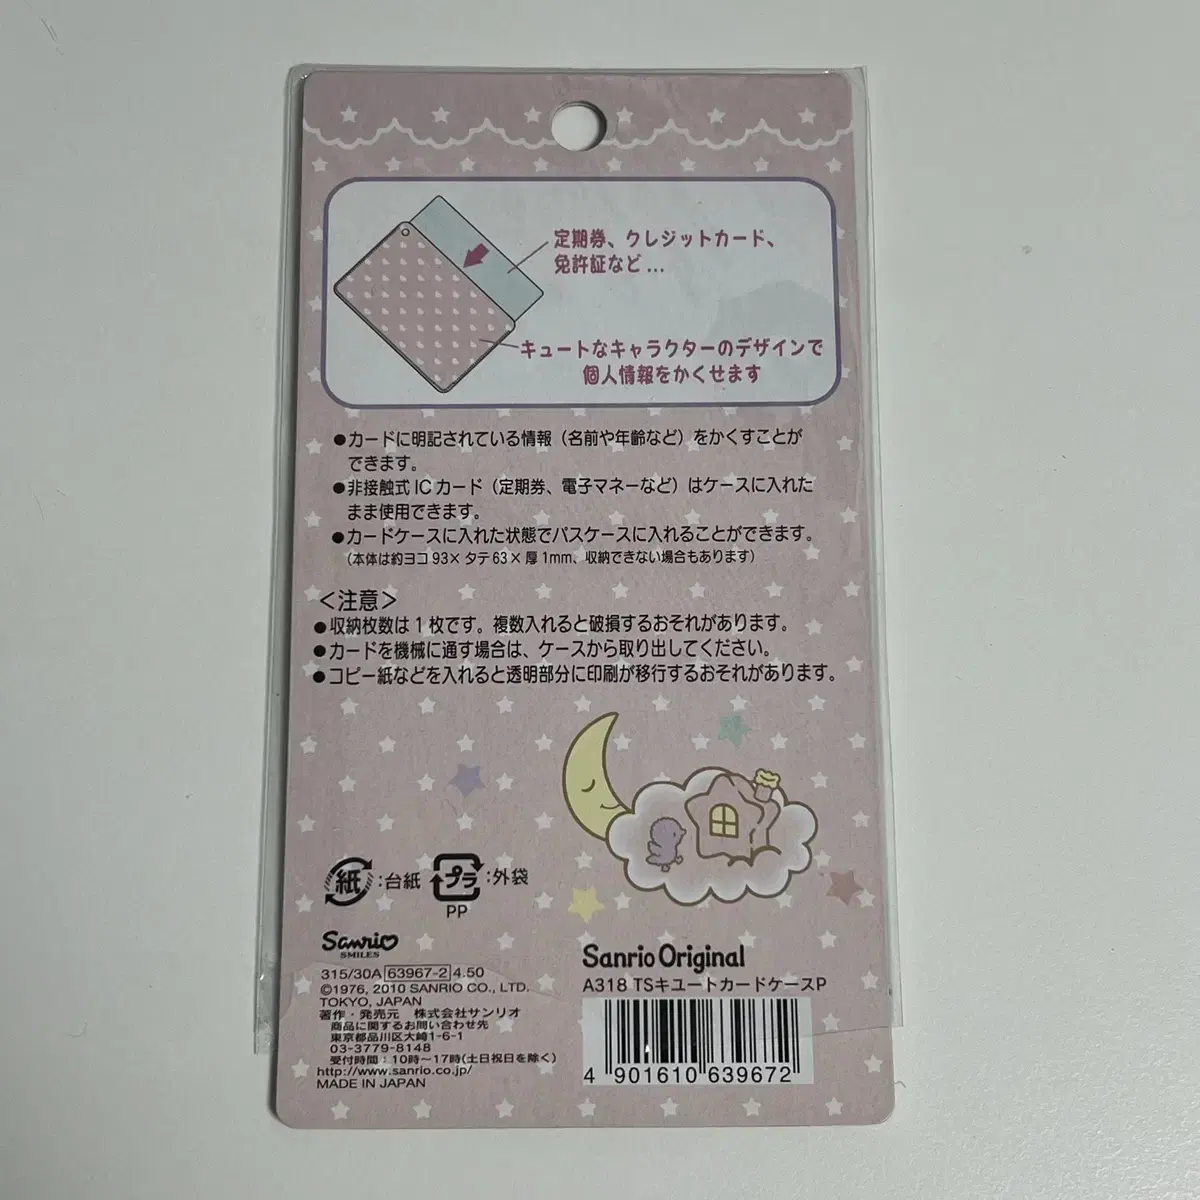 定期券、クレジットカード、
免許証など...
キュートなキャラクターのデザインで
個人情報をかくせます
●カードに明記されている情報（名前や年齢など）をかくすことが
できます。
●非接触式ICカード（定期券、電子マネーなど）はケースに入れた
まま使用できます。
●カードケースに入れた状態でパスケースに入れることができます。
（本体は約ヨコ93×タテ63×厚1mm、収納できない場合もあります）
＜注意＞
●収納枚数は1枚です。複数入れると破損するおそれがあります。
●カードを機械に通す場合は、ケースから取り出してください。
●コピー紙などを入れると透明部分に印刷が移行するおそれがあります。
紙:台紙 プラ:外袋
PP
Sanrio
SMILES
315/30A 63967-2 4.50
©1976, 2010 SANRIO CO., LTD.
TOKYO, JAPAN
著作・発売元 株式会社サンリオ
商品に関するお問い合わせ先
東京都品川区大崎1-6-1
03-3779-8148
受付時間：10時～17時(土日祝日を除く)
http://www.sanrio.co.jp/
MADE IN JAPAN
Sanrio Original
A318 TSキユートカードケースP
4 901610 639672